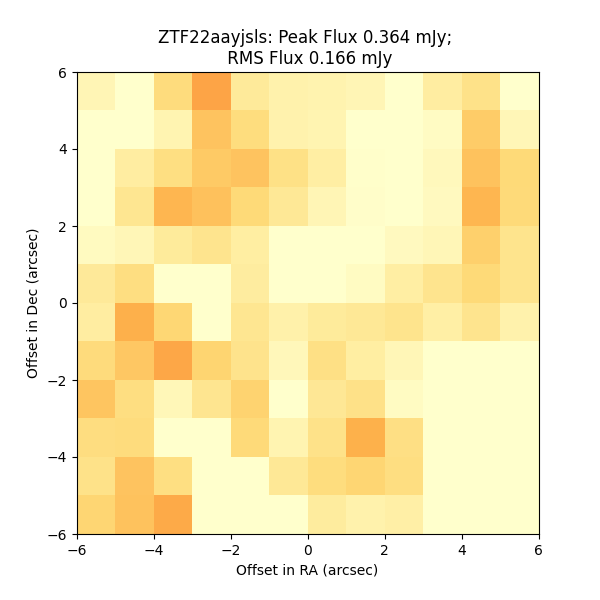 ZTF22aayjsls: Peak Flux 0.364 mJy;
RMS Flux 0.166 mJy
6
4
2
0
−2
−4
−6
Offset in Dec (arcsec)
−6 −4 −2 0 2 4 6
Offset in RA (arcsec)